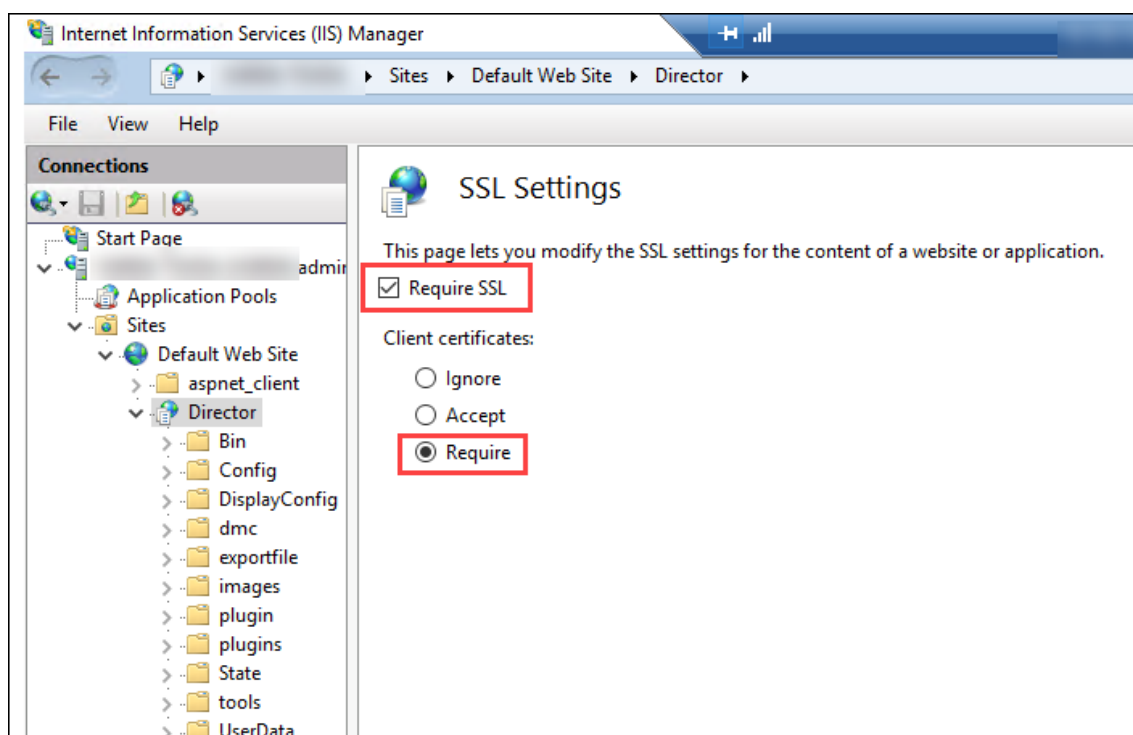 Internet Information Services (IIS) Manager
Sites Default Web Site Director
File View Help
Connections
Start Page
admin
Application Pools
Sites
Default Web Site
aspnet_client
Director
Bin
Config
DisplayConfig
dmc
exportfile
images
plugin
plugins
State
tools
UserData
SSL Settings
This page lets you modify the SSL settings for the content of a website or application.
Require SSL
Client certificates:
Ignore
Accept
Require